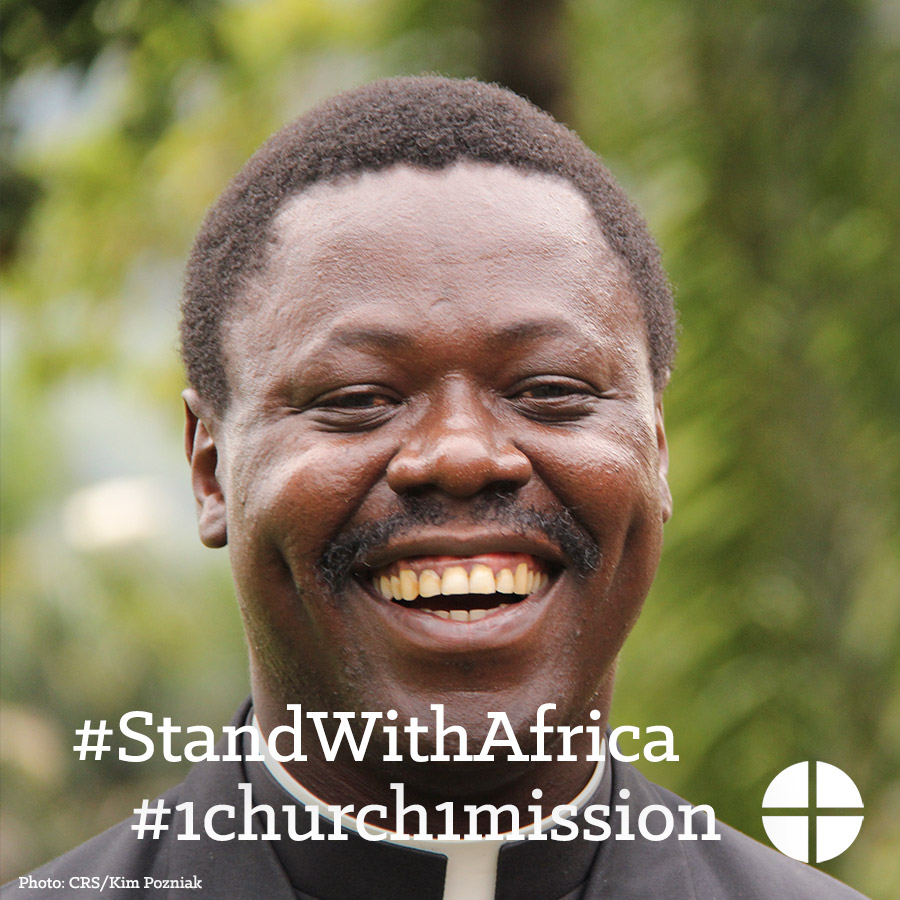 #StandWithAfrica
#1church1mission
Photo: CRS/Kim Pozniak